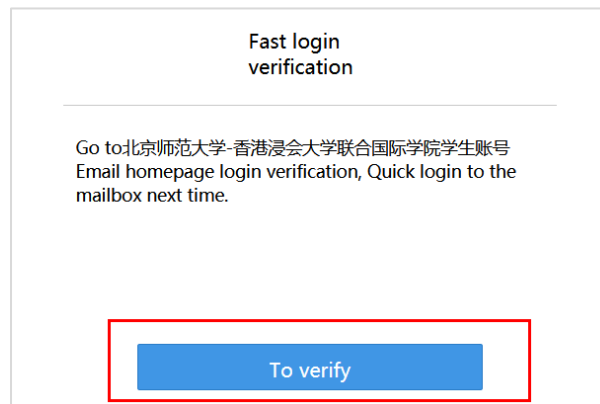 Fast login
verification
Go to北京师范大学-香港浸会大学联合国际学院学生账号
Email homepage login verification, Quick login to the
mailbox next time.
To verify